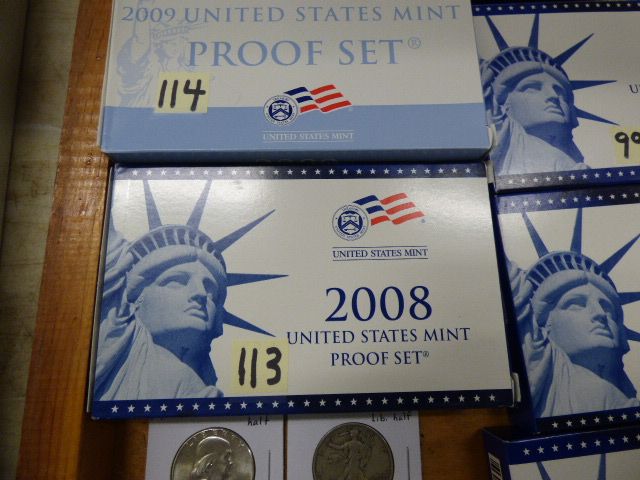 2009 UNITED STATES MINT
PROOF SET®
114
UNITED STATES MINT
UNITED STATES MINT
2008
UNITED STATES MINT
PROOF SET®
113
half
Lib. half